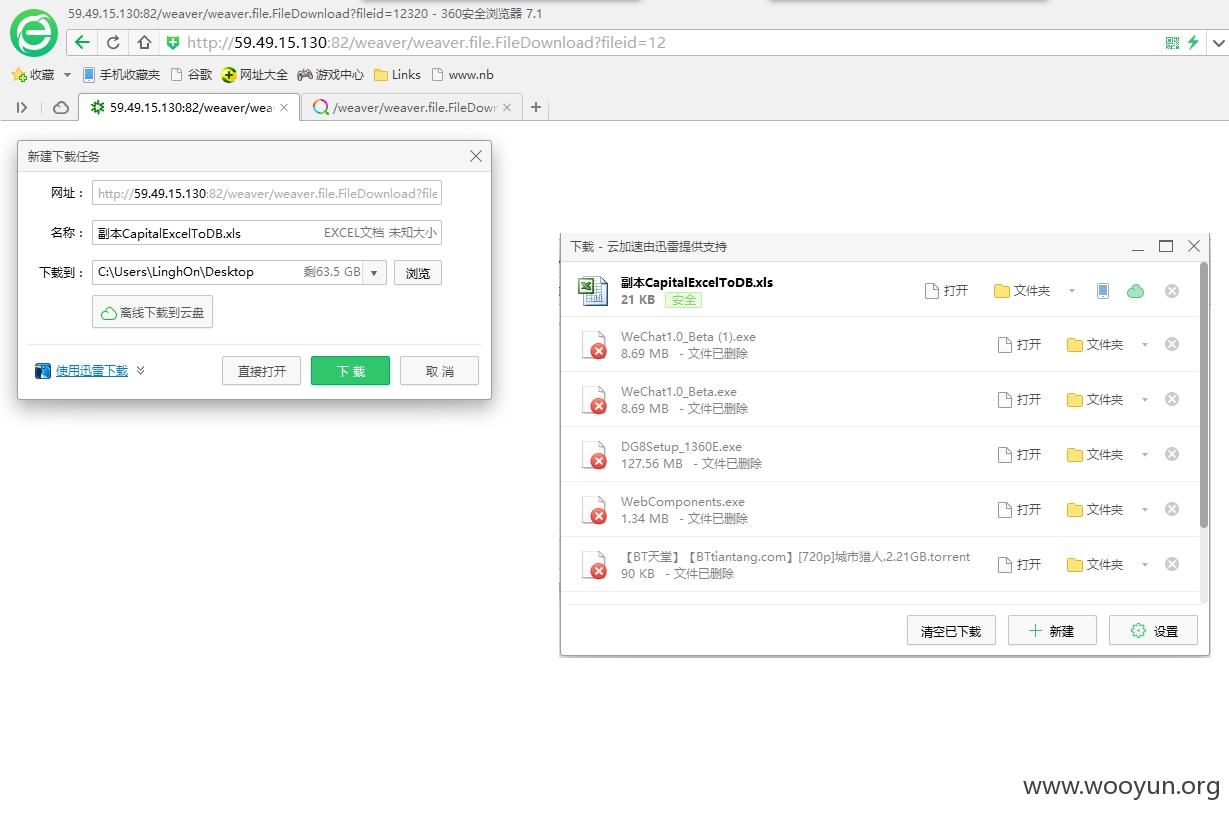 59.49.15.130:82/weaver/weaver.file.FileDownload?fileid=12320 - 360安全浏览器 7.1
http://59.49.15.130:82/weaver/weaver.file.FileDownload?fileid=12
收藏 手机收藏夹 谷歌 网址大全 游戏中心 Links www.nb
59.49.15.130:82/weaver/wea /weaver/weaver.file.FileDow
新建下载任务
网址： http://59.49.15.130:82/weaver/weaver.file.FileDownload?file
名称： 副本CapitalExcelToDB.xls EXCEL文档 未知大小
下载到： C:\Users\LinghOn\Desktop 剩63.5 GB 浏览
离线下载到云盘
使用迅雷下载 直接打开 下载 取消
下载 - 云加速由迅雷提供支持
副本CapitalExcelToDB.xls
21 KB 安全 打开 文件夹
WeChat1.0_Beta (1).exe
8.69 MB - 文件已删除 打开 文件夹
WeChat1.0_Beta.exe
8.69 MB - 文件已删除 打开 文件夹
DG8Setup_1360E.exe
127.56 MB - 文件已删除 打开 文件夹
WebComponents.exe
1.34 MB - 文件已删除 打开 文件夹
【BT天堂】【BTtiantang.com】[720p]城市猎人.2.21GB.torrent
90 KB - 文件已删除 打开 文件夹
清空已下载 新建 设置
www.wooyun.org